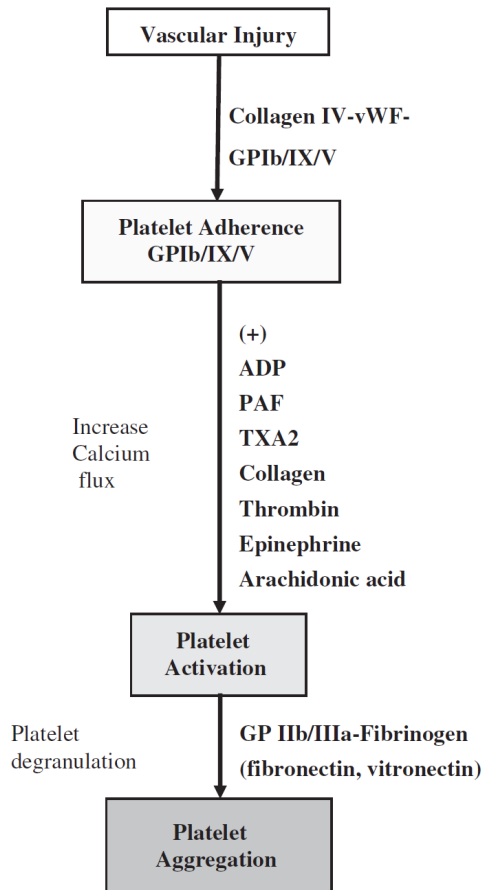 Vascular Injury
Collagen IV-vWF-
GPIb/IX/V
Platelet Adherence
GPIb/IX/V
(+)
ADP
PAF
TXA2
Collagen
Thrombin
Epinephrine
Arachidonic acid
Increase
Calcium
flux
Platelet
Activation
Platelet
degranulation
GP IIb/IIIa-Fibrinogen
(fibronectin, vitronectin)
Platelet
Aggregation